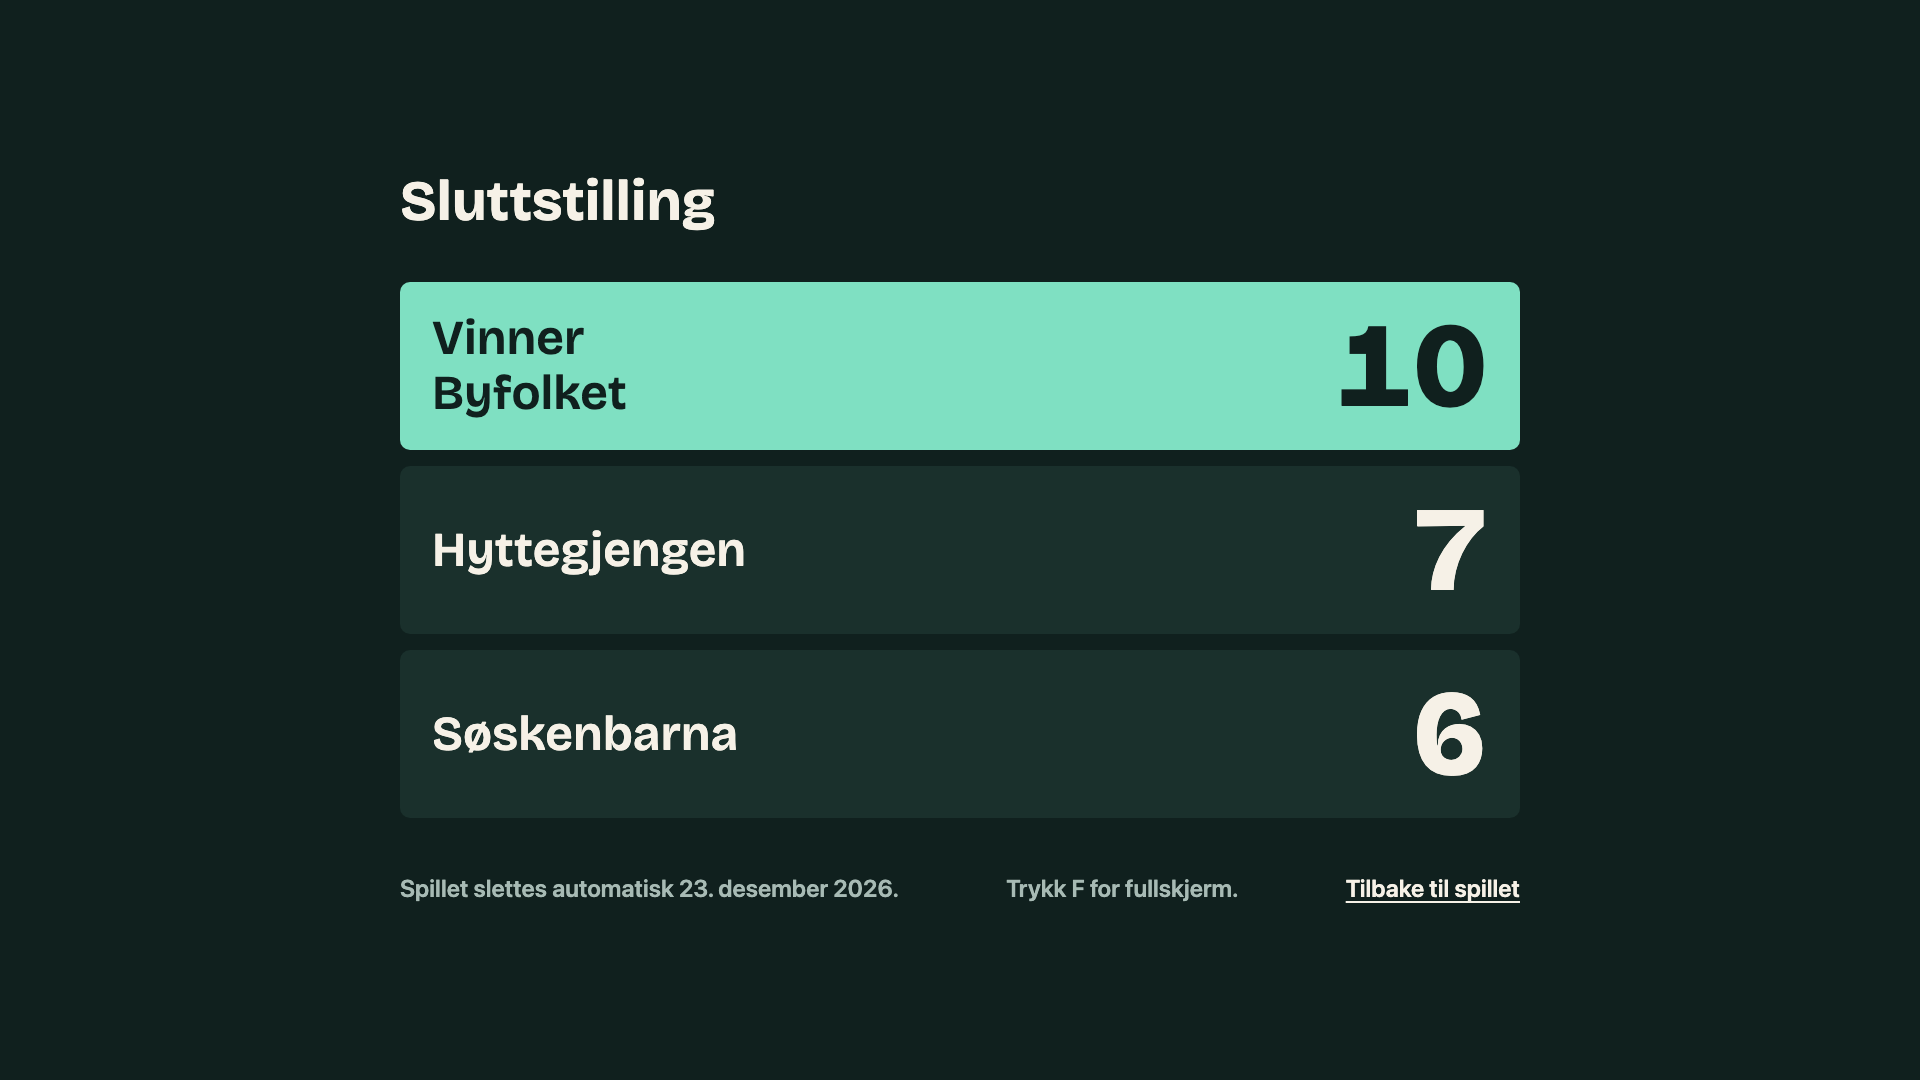 Sluttstilling
Vinner
Byfolket
10
Hyttegjengen
7
Søskenbarna
6
Spillet slettes automatisk 23. desember 2026.
Trykk F for fullskjerm.
Tilbake til spillet